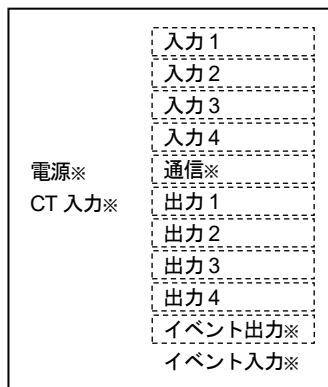 電源※
CT 入力※
入力 1
入力 2
入力 3
入力 4
通信※
出力 1
出力 2
出力 3
出力 4
イベント出力※
イベント入力※